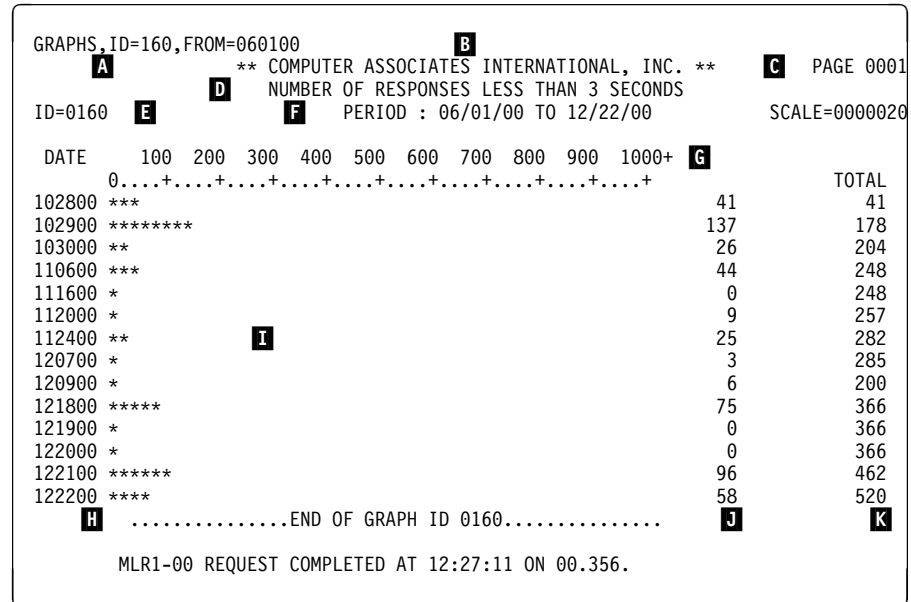 GRAPHS,ID=160,FROM=060100 B
A ** COMPUTER ASSOCIATES INTERNATIONAL, INC. ** C PAGE 0001
D NUMBER OF RESPONSES LESS THAN 3 SECONDS
ID=0160 E F PERIOD : 06/01/00 TO 12/22/00 SCALE=0000020
DATE 100 200 300 400 500 600 700 800 900 1000+ G
0....+....+....+....+....+....+....+....+....+....+ TOTAL
102800 *** 41 41
102900 ******** 137 178
103000 ** 26 204
110600 *** 44 248
111600 * 0 248
112000 * 9 257
112400 ** I 25 282
120700 * 3 285
120900 * 6 200
121800 ***** 75 366
121900 * 0 366
122000 * 0 366
122100 ****** 96 462
122200 **** 58 520
H ...............END OF GRAPH ID 0160............... J K
MLR1-00 REQUEST COMPLETED AT 12:27:11 ON 00.356.